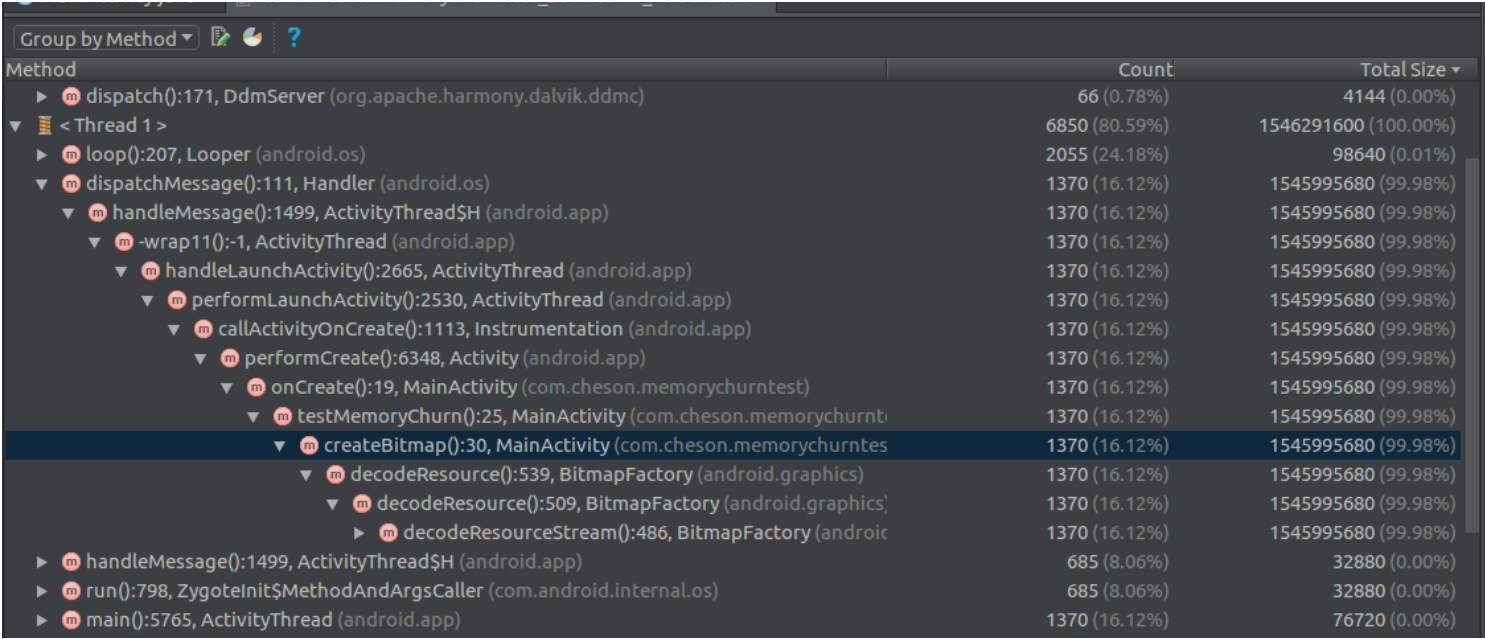 Group by Method ?
Method Count Total Size
dispatch():171, DdmServer (org.apache.harmony.dalvik.ddmc) 66 (0.78%) 4144 (0.00%)
< Thread 1 > 6850 (80.59%) 1546291600 (100.00%)
loop():207, Looper (android.os) 2055 (24.18%) 98640 (0.01%)
dispatchMessage():111, Handler (android.os) 1370 (16.12%) 1545995680 (99.98%)
handleMessage():1499, ActivityThread$H (android.app) 1370 (16.12%) 1545995680 (99.98%)
-wrap11():-1, ActivityThread (android.app) 1370 (16.12%) 1545995680 (99.98%)
handleLaunchActivity():2665, ActivityThread (android.app) 1370 (16.12%) 1545995680 (99.98%)
performLaunchActivity():2530, ActivityThread (android.app) 1370 (16.12%) 1545995680 (99.98%)
callActivityOnCreate():1113, Instrumentation (android.app) 1370 (16.12%) 1545995680 (99.98%)
performCreate():6348, Activity (android.app) 1370 (16.12%) 1545995680 (99.98%)
onCreate():19, MainActivity (com.cheson.memorychurntest) 1370 (16.12%) 1545995680 (99.98%)
testMemoryChurn():25, MainActivity (com.cheson.memorychurnt 1370 (16.12%) 1545995680 (99.98%)
createBitmap():30, MainActivity (com.cheson.memorychurntes 1370 (16.12%) 1545995680 (99.98%)
decodeResource():539, BitmapFactory (android.graphics) 1370 (16.12%) 1545995680 (99.98%)
decodeResource():509, BitmapFactory (android.graphics) 1370 (16.12%) 1545995680 (99.98%)
decodeResourceStream():486, BitmapFactory (androic 1370 (16.12%) 1545995680 (99.98%)
handleMessage():1499, ActivityThread$H (android.app) 685 (8.06%) 32880 (0.00%)
run():798, ZygoteInit$MethodAndArgsCaller (com.android.internal.os) 685 (8.06%) 32880 (0.00%)
main():5765, ActivityThread (android.app) 1370 (16.12%) 76720 (0.00%)